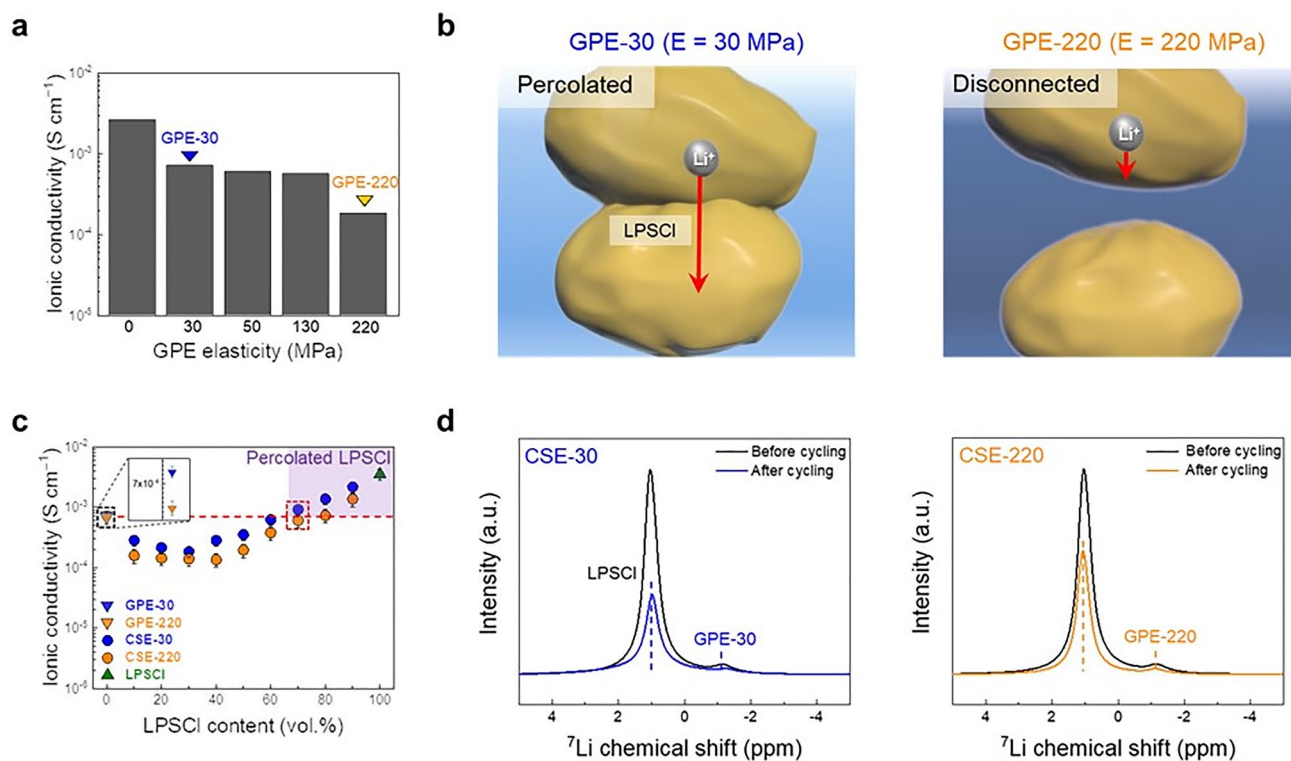 a
Ionic conductivity (S cm⁻¹)
10⁻²
10⁻³
10⁻⁴
10⁻⁵
GPE-30
GPE-220
0 30 50 130 220
GPE elasticity (MPa)
b
GPE-30 (E = 30 MPa)
Percolated
Li⁺
LPSCl
GPE-220 (E = 220 MPa)
Disconnected
Li⁺
c
Ionic conductivity (S cm⁻¹)
10⁻²
10⁻³
10⁻⁴
10⁻⁵
10⁻⁶
Percolated LPSCl
7x10⁻⁴
GPE-30
GPE-220
CSE-30
CSE-220
LPSCl
0 20 40 60 80 100
LPSCl content (vol.%)
d
CSE-30
Before cycling
After cycling
LPSCl
GPE-30
Intensity (a.u.)
4 2 0 -2 -4
⁷Li chemical shift (ppm)
CSE-220
Before cycling
After cycling
GPE-220
Intensity (a.u.)
4 2 0 -2 -4
⁷Li chemical shift (ppm)